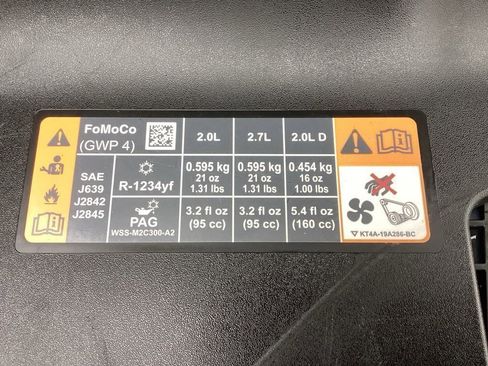 FoMoCo
(GWP 4)
2.0L
2.7L
2.0L D
SAE
J639
J2842
J2845
R-1234yf
0.595 kg
21 oz
1.31 lbs
0.595 kg
21 oz
1.31 lbs
0.454 kg
16 oz
1.00 lbs
PAG
WSS-M2C300-A2
3.2 fl oz
(95 cc)
3.2 fl oz
(95 cc)
5.4 fl oz
(160 cc)
KT4A-19A286-BC